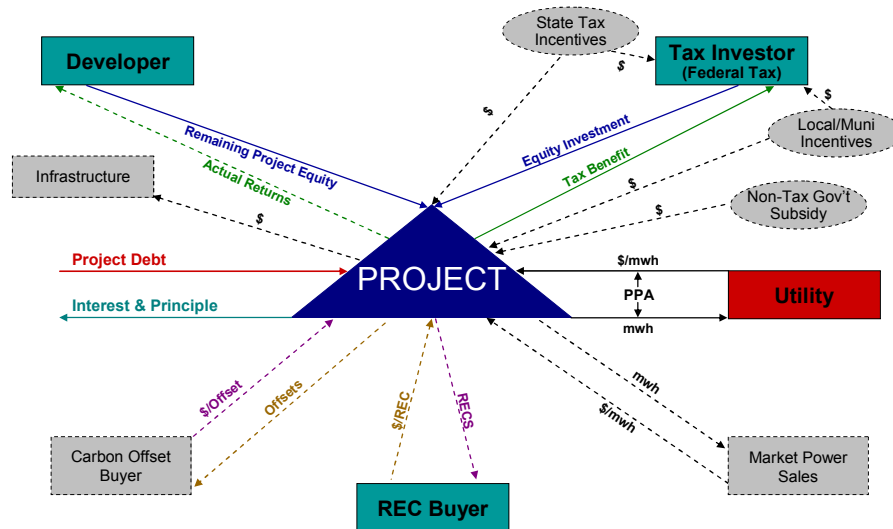 State Tax
Incentives
Developer
Tax Investor
(Federal Tax)
$
$
$
Remaining Project Equity
Actual Returns
Equity Investment
Tax Benefit
Local/Muni
Incentives
Infrastructure
$
$
Non-Tax Gov't
Subsidy
$
Project Debt
PROJECT
$/mwh
PPA
mwh
Utility
Interest & Principle
$/Offset
Offsets
$/REC
RECS
mwh
$/mwh
Carbon Offset
Buyer
REC Buyer
Market Power
Sales